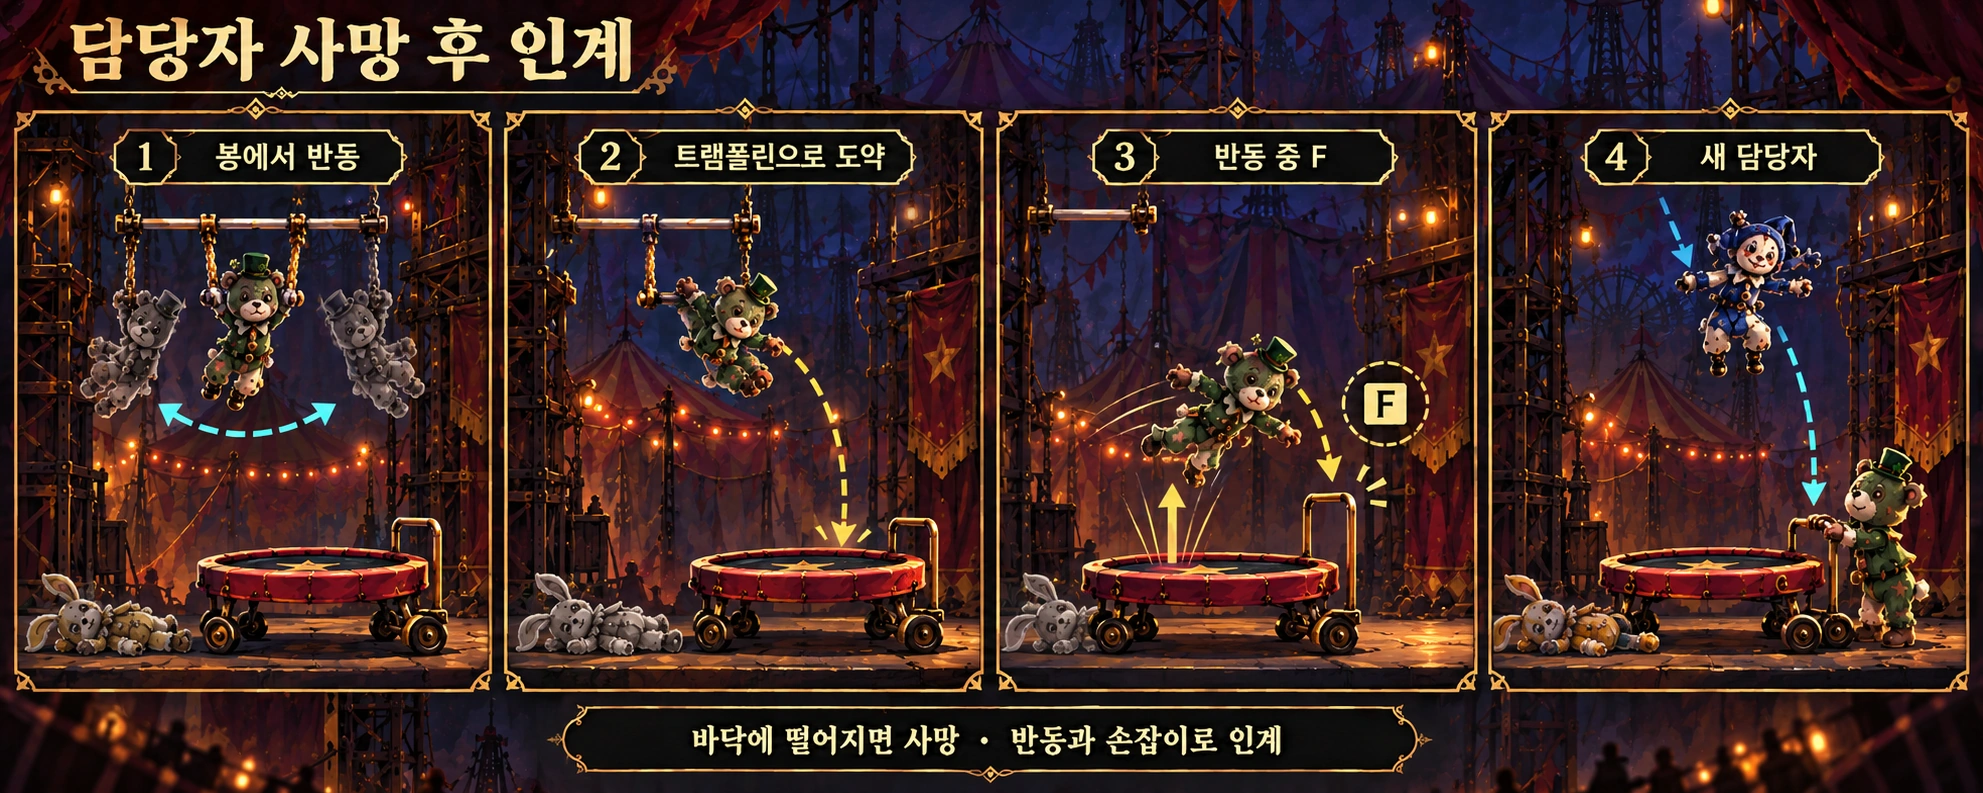 담당자 사망 후 인계
1 봉에서 반동
2 트램폴린으로 도약
3 반동 중 F
F
4 새 담당자
바닥에 떨어지면 사망 • 반동과 손잡이로 인계